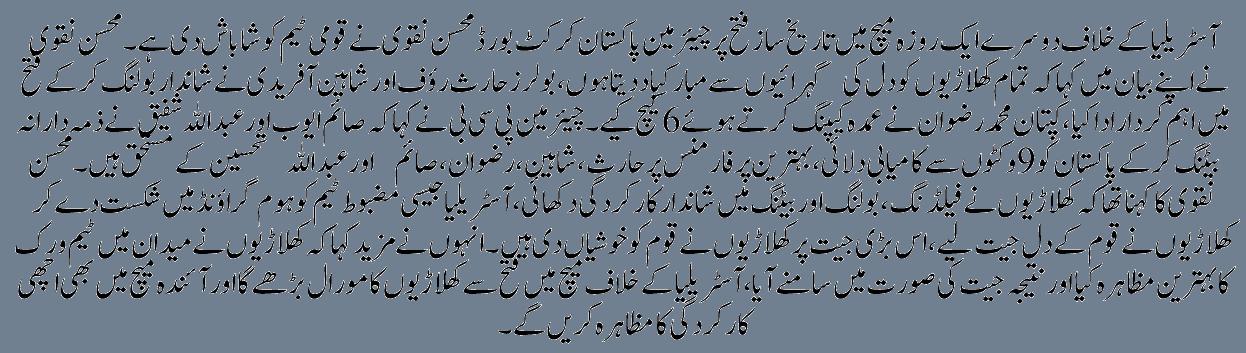 آسٹریلیا کے خلاف دوسرے ایک روزہ میچ میں تاریخ ساز فتح پر چیئرمین پاکستان کرکٹ بورڈ محسن نقوی نے قومی ٹیم کو شاباش دی ہے۔ محسن نقوی
نے اپنے بیان میں کہا کہ تمام کھلاڑیوں کو دل کی گہرائیوں سے مبارکباد دیتا ہوں، بولرز حارث رؤف اور شاہین آفریدی نے شاندار بولنگ کرکے فتح
میں اہم کردار ادا کیا، کپتان محمد رضوان نے عمدہ کیپنگ کرتے ہوئے 6 کیچ کیے۔ چیئرمین پی سی بی نے کہا کہ صائم ایوب اور عبداللہ شفیق نے ذمہ دارانہ
بیٹنگ کرکے پاکستان کو 9 وکٹوں سے کامیابی دلائی، بہترین پرفارمنس پر حارث، شاہین، رضوان، صائم اور عبداللہ تحسین کے مستحق ہیں۔ محسن
نقوی کا کہنا تھا کہ کھلاڑیوں نے فیلڈنگ، بولنگ اور بیٹنگ میں شاندار کارکردگی دکھائی، آسٹریلیا جیسی مضبوط ٹیم کو ہوم گراؤنڈ میں شکست دے کر
کھلاڑیوں نے قوم کے دل جیت لیے، اس بڑی جیت پر کھلاڑیوں نے قوم کو خوشیاں دی ہیں۔ انہوں نے مزید کہا کہ کھلاڑیوں نے میدان میں ٹیم ورک
کا بہترین مظاہرہ کیا اور نتیجہ جیت کی صورت میں سامنے آیا، آسٹریلیا کے خلاف میچ میں فتح سے کھلاڑیوں کا مورال بڑھے گا اور آئندہ میچ میں بھی اچھی
کارکردگی کا مظاہرہ کریں گے۔